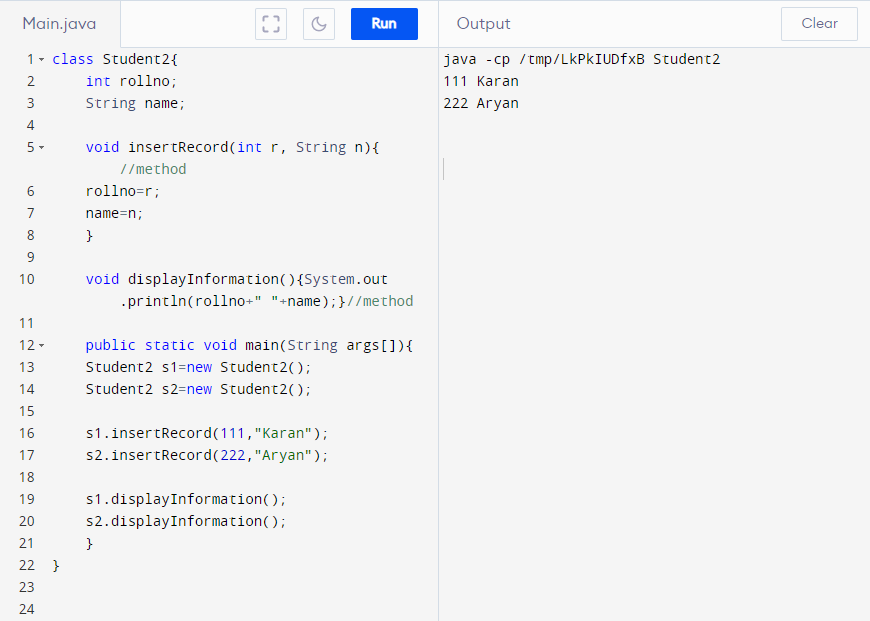 Main.java
Run
1 class Student2{
2     int rollno;
3     String name;
4
5     void insertRecord(int r, String n){
        //method
6     rollno=r;
7     name=n;
8     }
9
10     void displayInformation(){System.out
        .println(rollno+" "+name);}//method
11
12     public static void main(String args[]){
13     Student2 s1=new Student2();
14     Student2 s2=new Student2();
15
16     s1.insertRecord(111,"Karan");
17     s2.insertRecord(222,"Aryan");
18
19     s1.displayInformation();
20     s2.displayInformation();
21     }
22 }
23
24
Output
Clear
java -cp /tmp/LkPkIUDfxB Student2
111 Karan
222 Aryan